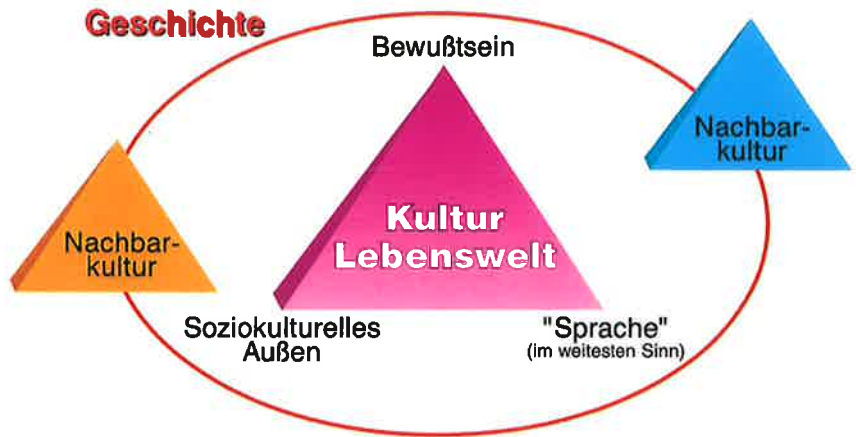 Geschichte
Bewußtsein
Nachbar-
kultur
Nachbar-
kultur
Kultur
Lebenswelt
Soziokulturelles
Außen
"Sprache"
(im weitesten Sinn)